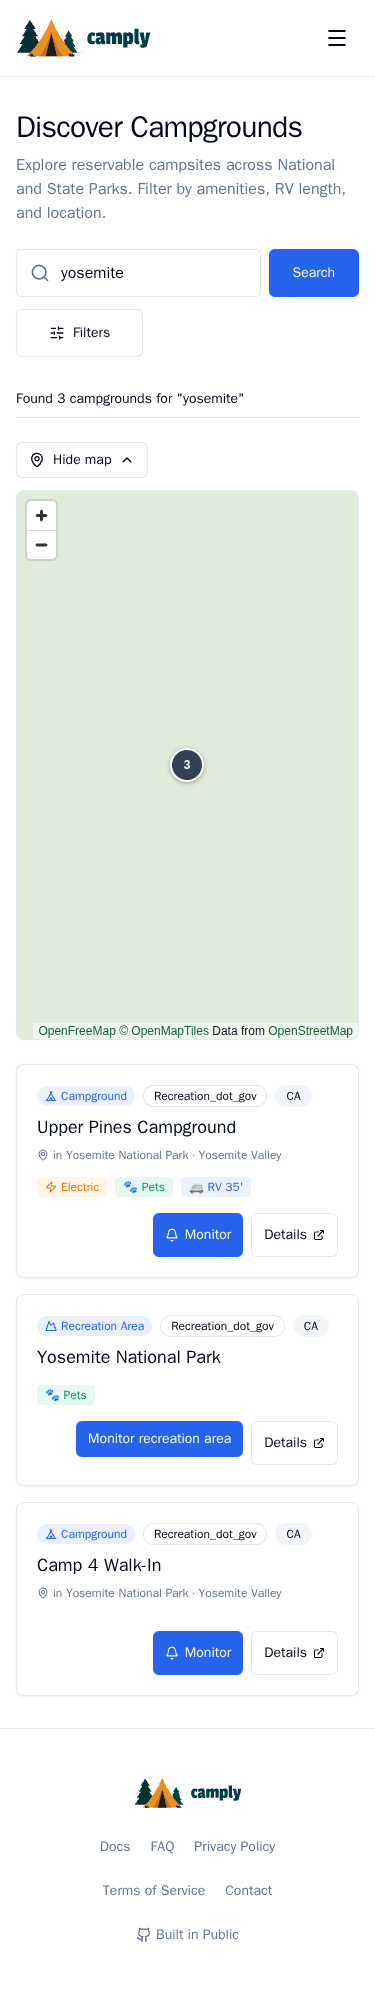 camply
Discover Campgrounds
Explore reservable campsites across National
and State Parks. Filter by amenities, RV length,
and location.
yosemite
Search
Filters
Found 3 campgrounds for "yosemite"
Hide map
3
OpenFreeMap © OpenMapTiles Data from OpenStreetMap
Campground Recreation_dot_gov CA
Upper Pines Campground
in Yosemite National Park · Yosemite Valley
Electric Pets RV 35'
Monitor Details
Recreation Area Recreation_dot_gov CA
Yosemite National Park
Pets
Monitor recreation area Details
Campground Recreation_dot_gov CA
Camp 4 Walk-In
in Yosemite National Park · Yosemite Valley
Monitor Details
camply
Docs FAQ Privacy Policy
Terms of Service Contact
Built in Public